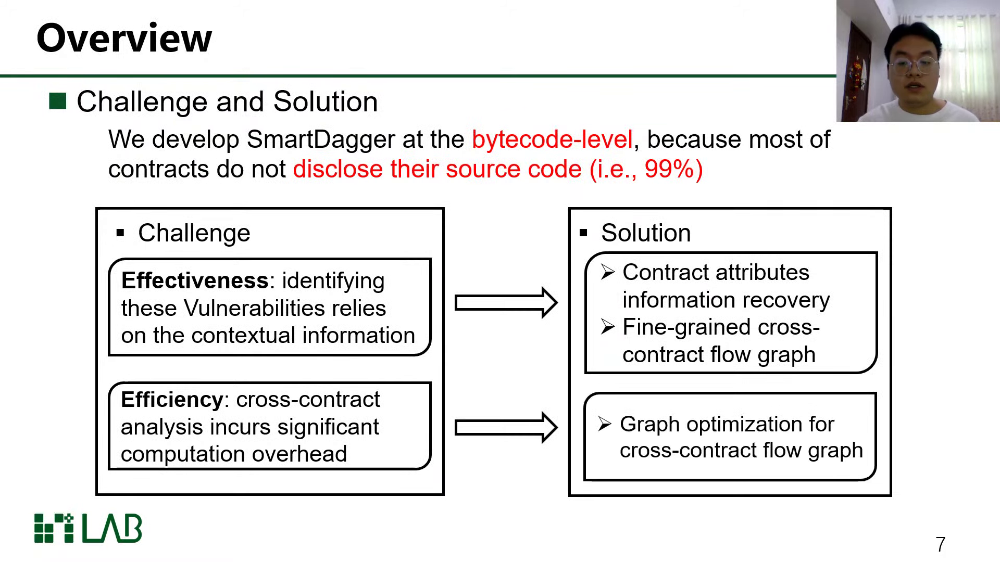 Overview
Challenge and Solution
We develop SmartDagger at the bytecode-level, because most of
contracts do not disclose their source code (i.e., 99%)
Challenge
Effectiveness: identifying
these Vulnerabilities relies
on the contextual information
Efficiency: cross-contract
analysis incurs significant
computation overhead
Solution
Contract attributes
information recovery
Fine-grained cross-
contract flow graph
Graph optimization for
cross-contract flow graph
LAB
7